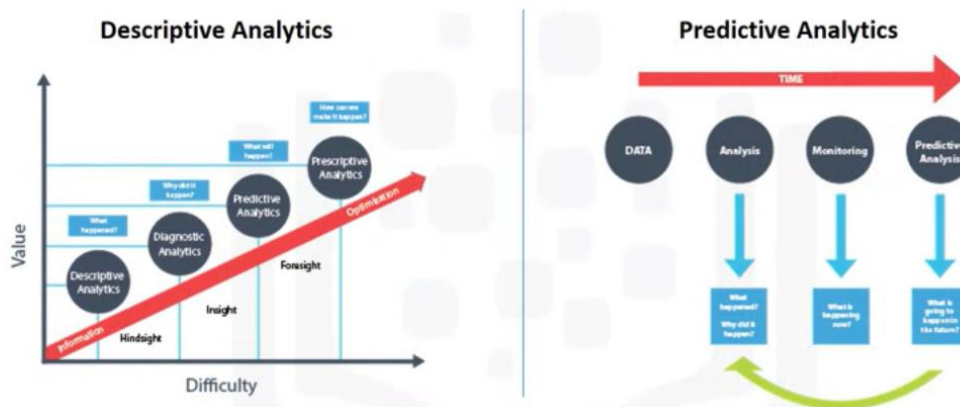 Descriptive Analytics
Value
What
happened?
Descriptive
Analytics
Why did it
happen?
Diagnostic
Analytics
What will
happen?
Predictive
Analytics
How can we
make it happen?
Prescriptive
Analytics
Information
Optimization
Hindsight
Insight
Foresight
Difficulty
Predictive Analytics
TIME
DATA
Analysis
Monitoring
Predictive
Analysis
What
happened?
Why did it
happen?
What is
happening
now?
What is
going to
happen in
the future?